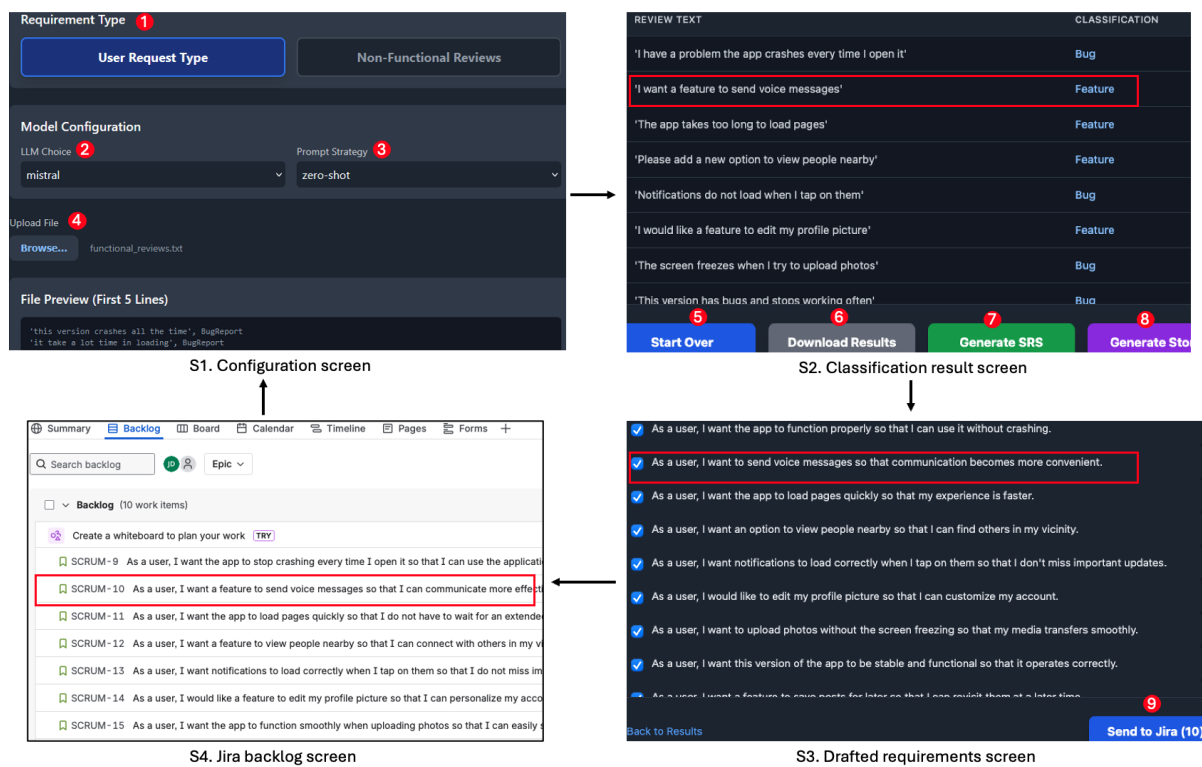 Requirement Type 1
User Request Type
Non-Functional Reviews
Model Configuration
LLM Choice 2
Prompt Strategy 3
mistral
zero-shot
Upload File 4
Browse... functional_reviews.txt
File Preview (First 5 Lines)
'this version crashes all the time', BugReport
'it take a lot time in loading', BugReport
S1. Configuration screen
REVIEW TEXT CLASSIFICATION
'I have a problem the app crashes every time I open it' Bug
'I want a feature to send voice messages' Feature
'The app takes too long to load pages' Feature
'Please add a new option to view people nearby' Feature
'Notifications do not load when I tap on them' Bug
'I would like a feature to edit my profile picture' Feature
'The screen freezes when I try to upload photos' Bug
'This version has bugs and stops working often' Bug
5 6 7 8
Start Over Download Results Generate SRS Generate Stor
S2. Classification result screen
Summary Backlog Board Calendar Timeline Pages Forms
Search backlog JD Epic
Backlog (10 work items)
Create a whiteboard to plan your work TRY
SCRUM-9 As a user, I want the app to stop crashing every time I open it so that I can use the applicati
SCRUM-10 As a user, I want a feature to send voice messages so that I can communicate more effecti
SCRUM-11 As a user, I want the app to load pages quickly so that I do not have to wait for an extende
SCRUM-12 As a user, I want a feature to view people nearby so that I can connect with others in my vi
SCRUM-13 As a user, I want notifications to load correctly when I tap on them so that I do not miss im
SCRUM-14 As a user, I would like a feature to edit my profile picture so that I can personalize my acco
SCRUM-15 As a user, I want the app to function smoothly when uploading photos so that I can easily s
S4. Jira backlog screen
As a user, I want the app to function properly so that I can use it without crashing.
As a user, I want to send voice messages so that communication becomes more convenient.
As a user, I want the app to load pages quickly so that my experience is faster.
As a user, I want an option to view people nearby so that I can find others in my vicinity.
As a user, I want notifications to load correctly when I tap on them so that I don't miss important updates.
As a user, I would like to edit my profile picture so that I can customize my account.
As a user, I want to upload photos without the screen freezing so that my media transfers smoothly.
As a user, I want this version of the app to be stable and functional so that it operates correctly.
As a user, I want a feature to save posts for later so that I can revisit them at a later time.
9
Back to Results Send to Jira (10)
S3. Drafted requirements screen